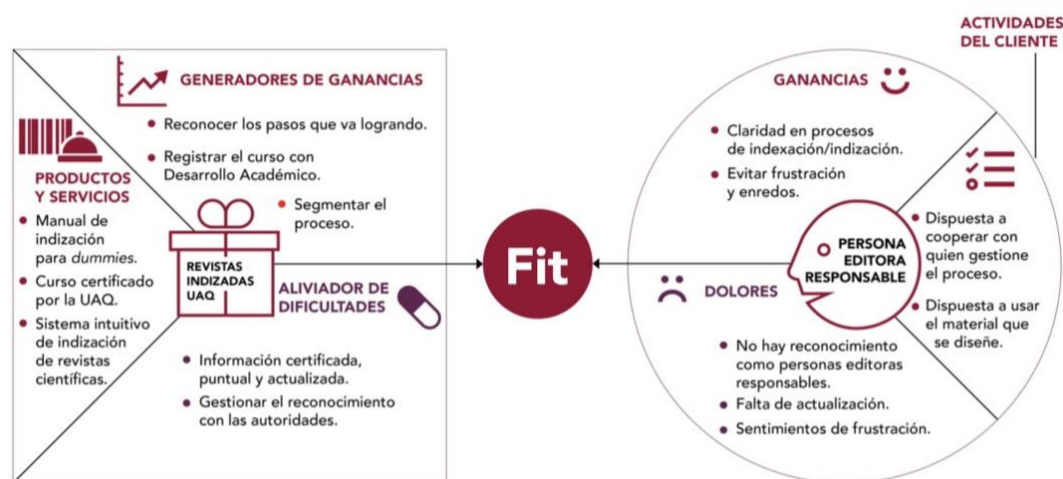 GENERADORES DE GANANCIAS
Reconocer los pasos que va logrando.
Registrar el curso con
Desarrollo Académico.
Segmentar el
proceso.
PRODUCTOS
Y SERVICIOS
Manual de
indización
para dummies.
Curso certificado
por la UAQ.
Sistema intuitivo
de indización
de revistas
científicas.
REVISTAS
INDIZADAS
UAQ
ALIVIADOR DE
DIFICULTADES
Información certificada,
puntual y actualizada.
Gestionar el reconocimiento
con las autoridades.
Fit
GANANCIAS
Claridad en procesos
de indexación/indización.
Evitar frustración
y enredos.
ACTIVIDADES
DEL CLIENTE
Dispuesta a
cooperar con
quien gestione
el proceso.
Dispuesta a usar
el material que
se diseñe.
PERSONA
EDITORA
RESPONSABLE
DOLORES
No hay reconocimiento
como personas editoras
responsables.
Falta de actualización.
Sentimientos de frustración.